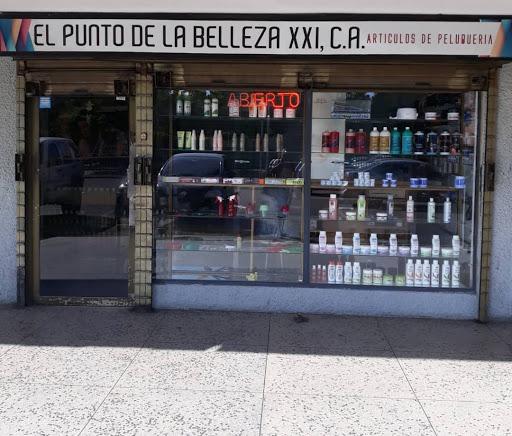 EL PUNTO DE LA BELLEZA XXI, C.A. ARTICULOS DE PELUQUERIA
ABIERTO